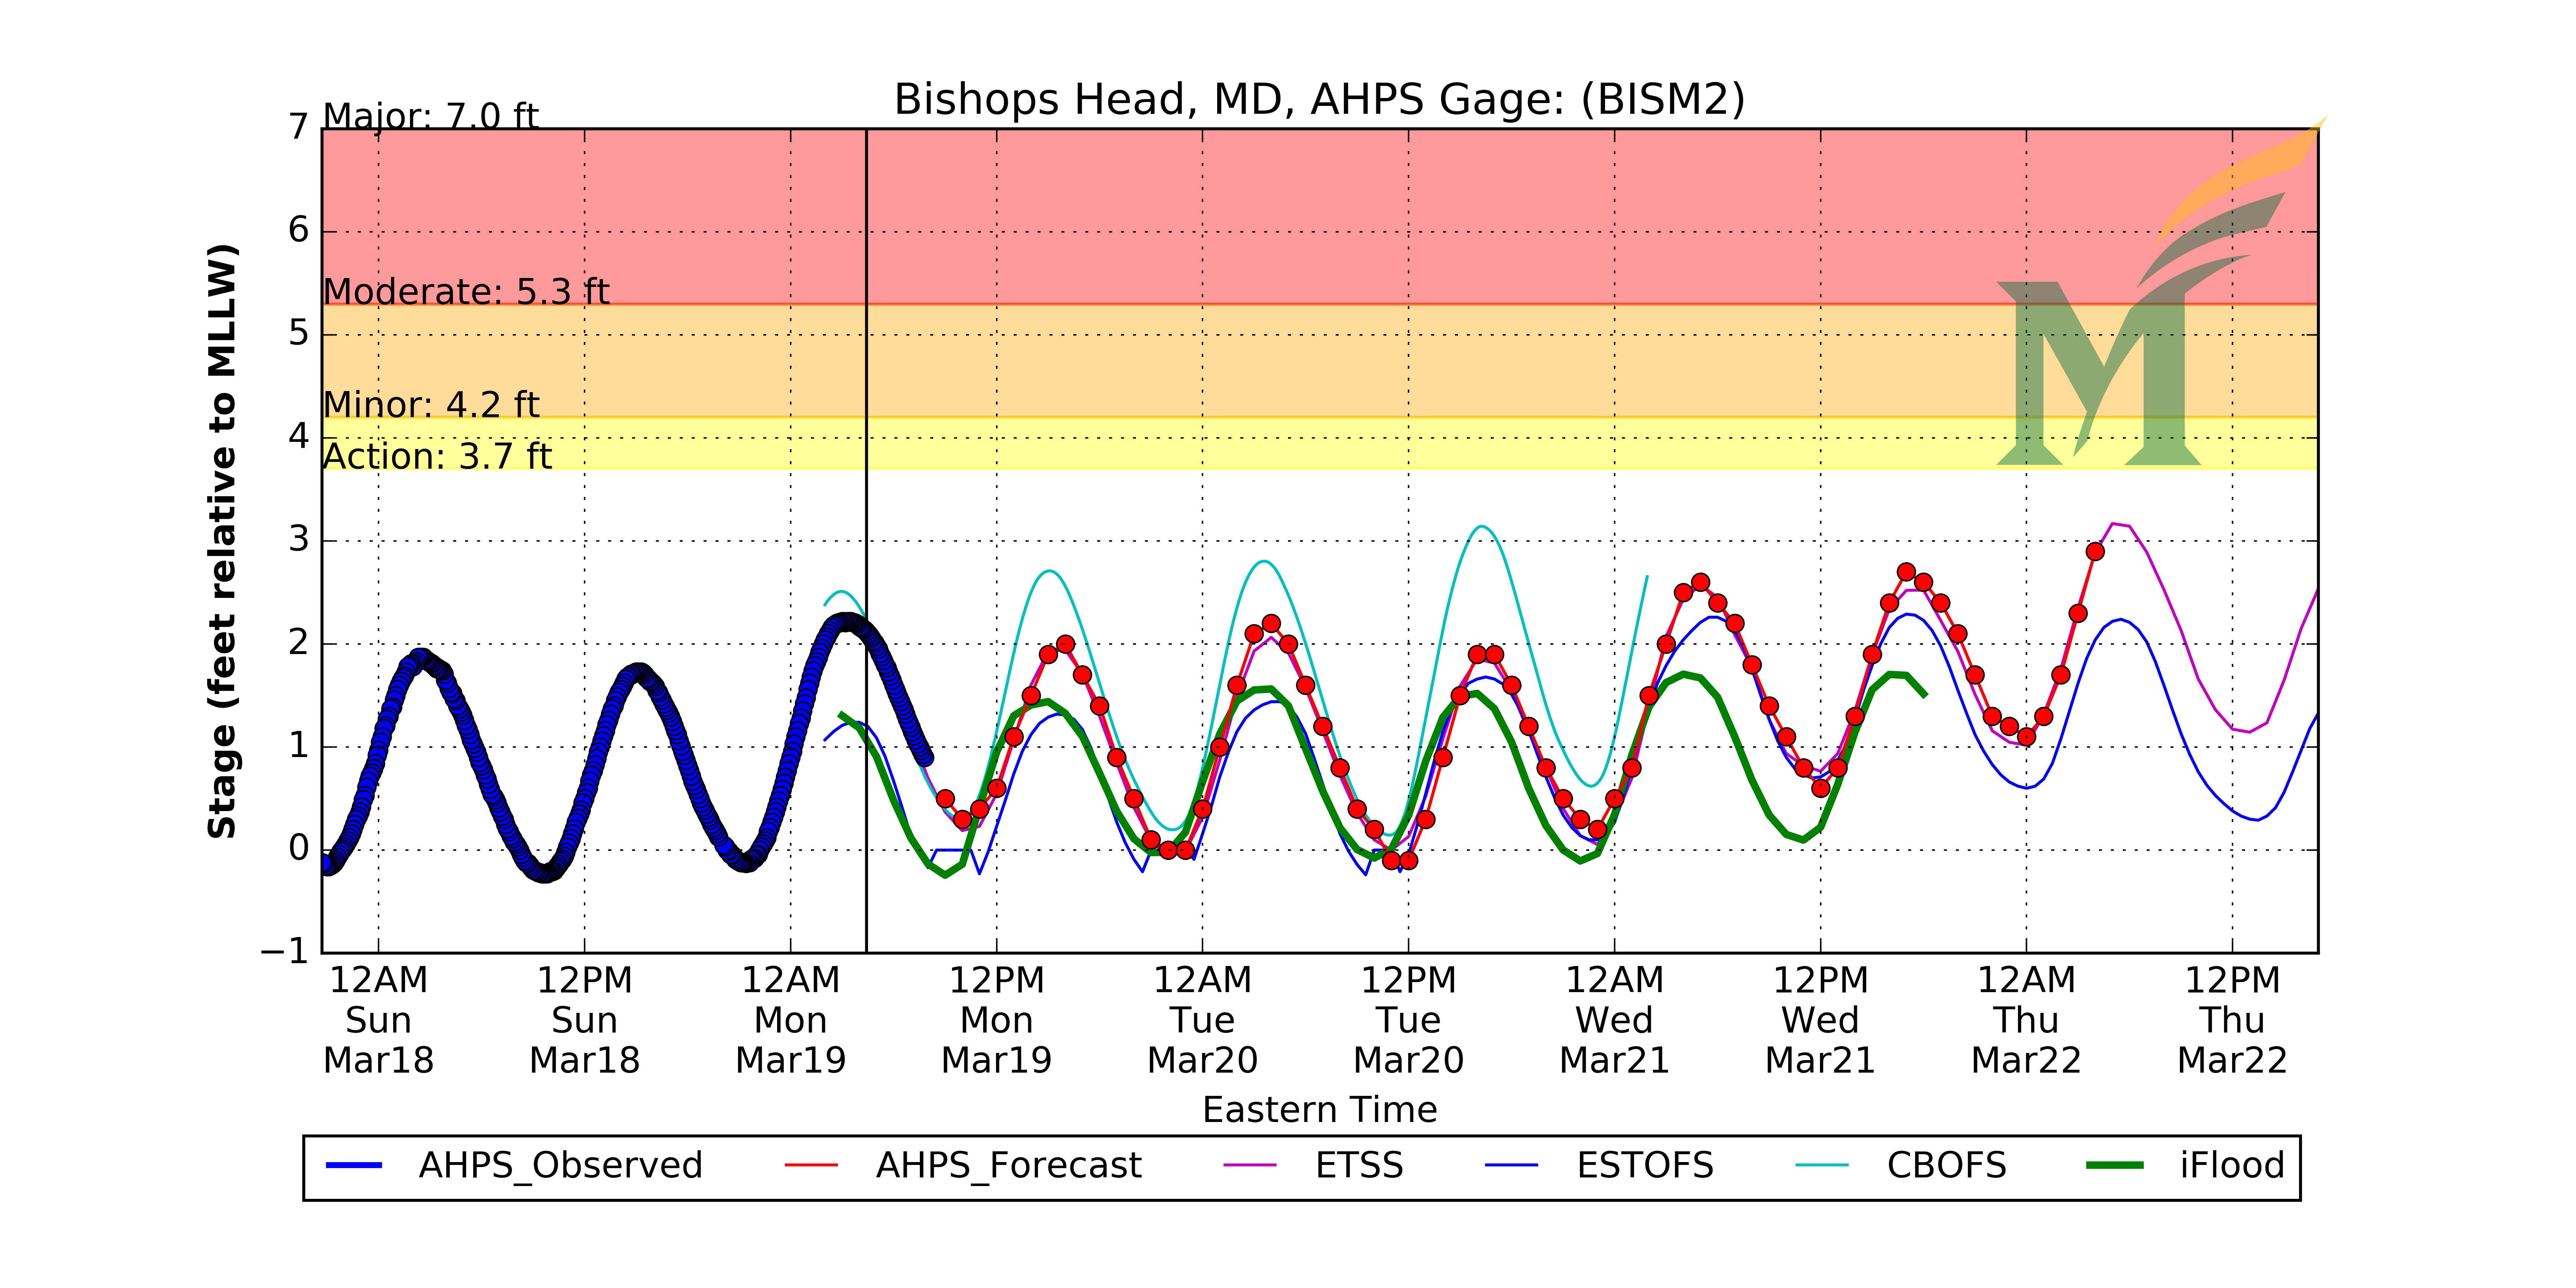 Bishops Head, MD, AHPS Gage: (BISM2)
Major: 7.0 ft
Moderate: 5.3 ft
Minor: 4.2 ft
Action: 3.7 ft
7
6
5
4
3
2
1
0
−1
Stage (feet relative to MLLW)
12AM 12PM 12AM 12PM 12AM 12PM 12AM 12PM 12AM 12PM
Sun Sun Mon Mon Tue Tue Wed Wed Thu Thu
Mar18 Mar18 Mar19 Mar19 Mar20 Mar20 Mar21 Mar21 Mar22 Mar22
Eastern Time
AHPS_Observed AHPS_Forecast ETSS ESTOFS CBOFS iFlood